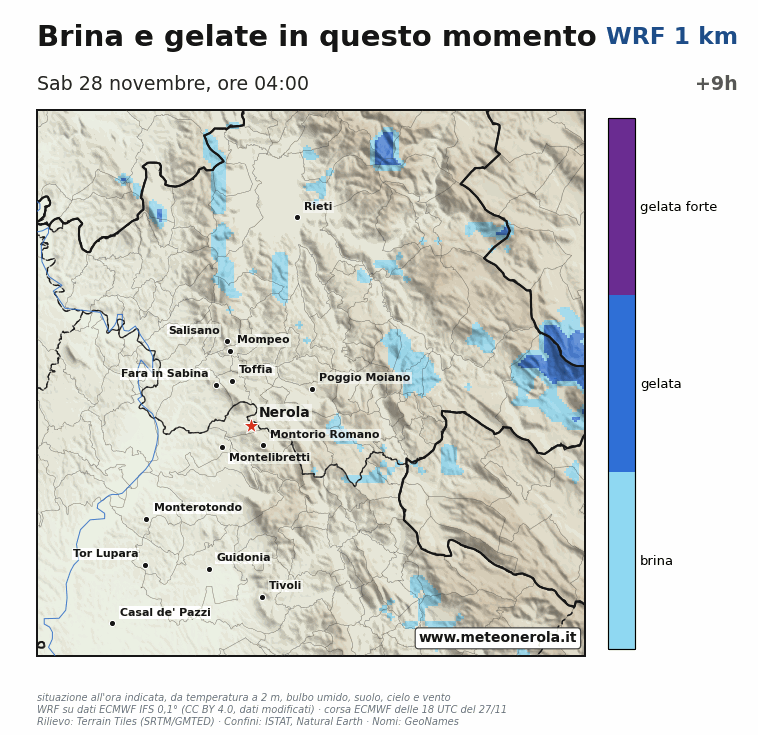 Brina e gelate in questo momento WRF 1 km
Sab 28 novembre, ore 04:00 +9h
Rieti
Salisano
Mompeo
Fara in Sabina
Toffia
Poggio Moiano
Nerola
Montorio Romano
Montelibretti
Monterotondo
Tor Lupara
Guidonia
Tivoli
Casal de' Pazzi
www.meteonerola.it
gelata forte
gelata
brina
situazione all'ora indicata, da temperatura a 2 m, bulbo umido, suolo, cielo e vento
WRF su dati ECMWF IFS 0,1° (CC BY 4.0, dati modificati) · corsa ECMWF delle 18 UTC del 27/11
Rilievo: Terrain Tiles (SRTM/GMTED) · Confini: ISTAT, Natural Earth · Nomi: GeoNames